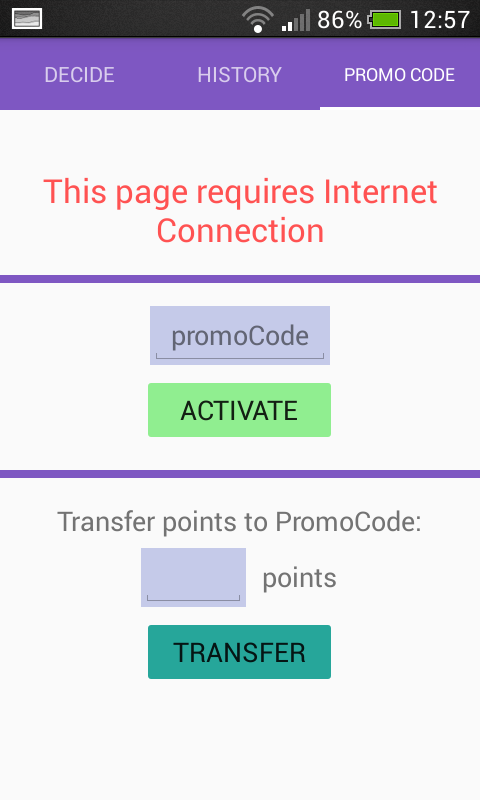 86% 12:57
DECIDE HISTORY PROMO CODE
This page requires Internet
Connection
promoCode
ACTIVATE
Transfer points to PromoCode:
points
TRANSFER